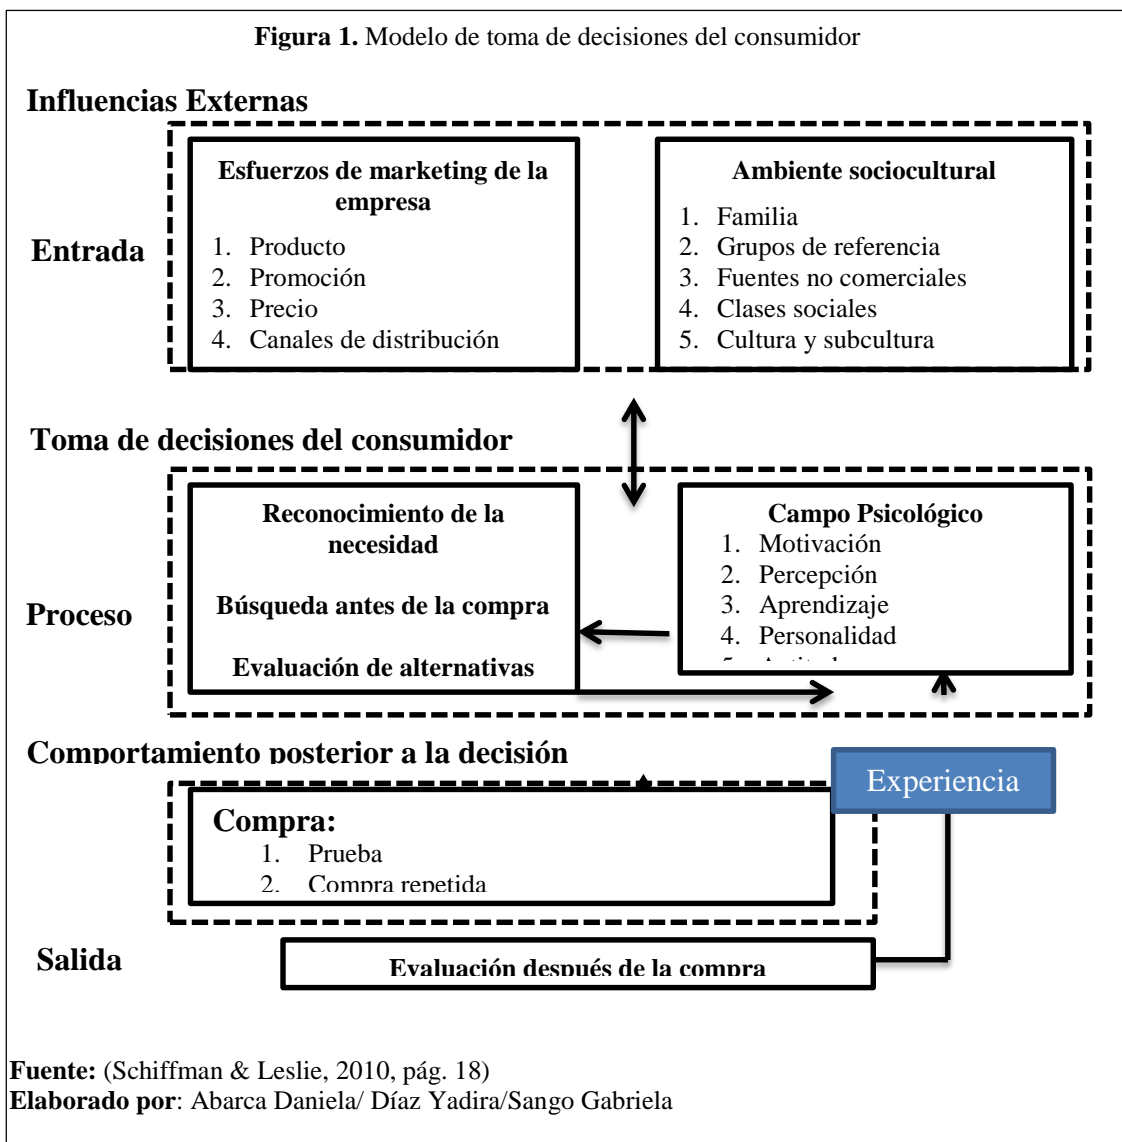 Figura 1. Modelo de toma de decisiones del consumidor
Influencias Externas
Entrada
Esfuerzos de marketing de la
empresa
1. Producto
2. Promoción
3. Precio
4. Canales de distribución
Ambiente sociocultural
1. Familia
2. Grupos de referencia
3. Fuentes no comerciales
4. Clases sociales
5. Cultura y subcultura
Toma de decisiones del consumidor
Proceso
Reconocimiento de la
necesidad
Búsqueda antes de la compra
Evaluación de alternativas
Campo Psicológico
1. Motivación
2. Percepción
3. Aprendizaje
4. Personalidad
Comportamiento posterior a la decisión
Experiencia
Compra:
1. Prueba
2. Compra repetida
Salida
Evaluación después de la compra
Fuente: (Schiffman & Leslie, 2010, pág. 18)
Elaborado por: Abarca Daniela/ Díaz Yadira/Sango Gabriela